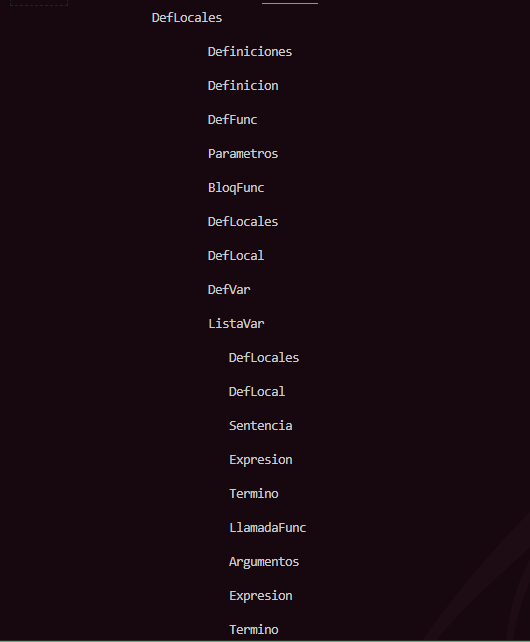 DefLocales
Definiciones
Definicion
DefFunc
Parametros
BloqFunc
DefLocales
DefLocal
DefVar
ListaVar
DefLocales
DefLocal
Sentencia
Expresion
Termino
LlamadaFunc
Argumentos
Expresion
Termino